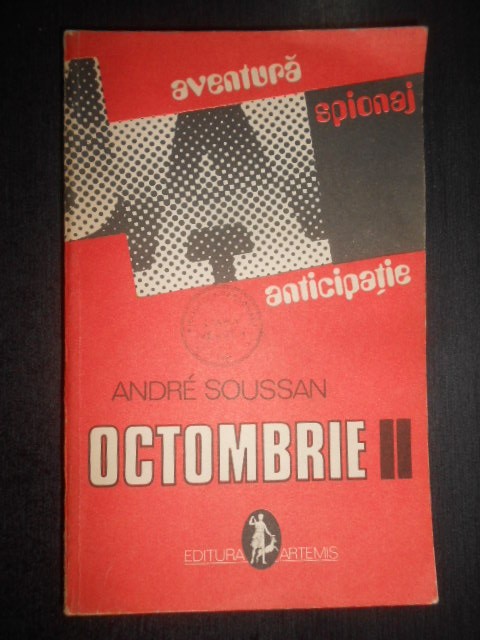 aventură
spionaj
anticipație
ANDRÉ SOUSSAN
OCTOMBRIE II
EDITURA ARTEMIS